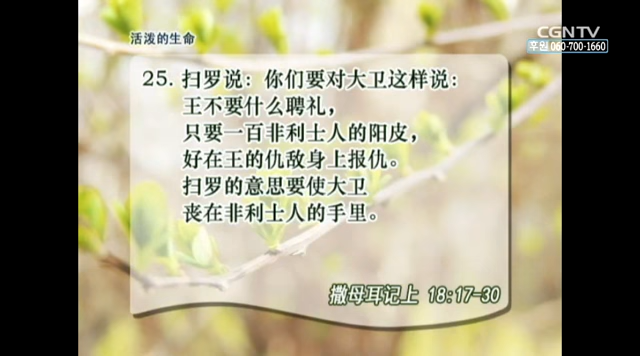 CGNTV
후원 060-700-1660
活泼的生命
25. 扫罗说：你们要对大卫这样说：
王不要什么聘礼，
只要一百非利士人的阳皮，
好在王的仇敌身上报仇。
扫罗的意思要使大卫
丧在非利士人的手里。
撒母耳记上 18:17-30